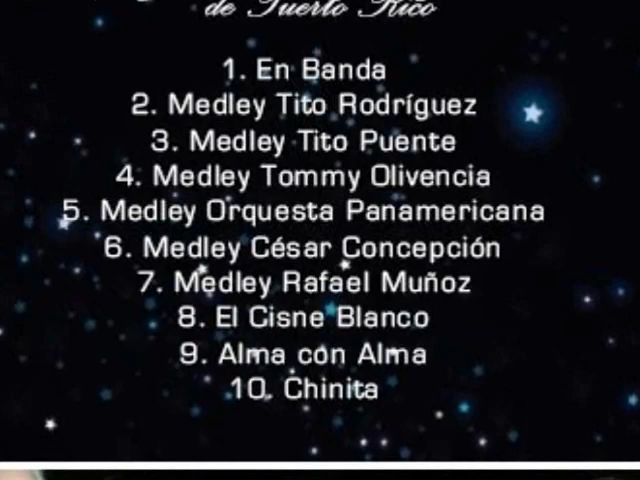 de Puerto Rico
1. En Banda
2. Medley Tito Rodríguez
3. Medley Tito Puente
4. Medley Tommy Olivencia
5. Medley Orquesta Panamericana
6. Medley César Concepción
7. Medley Rafael Muñoz
8. El Cisne Blanco
9. Alma con Alma
10. Chinita